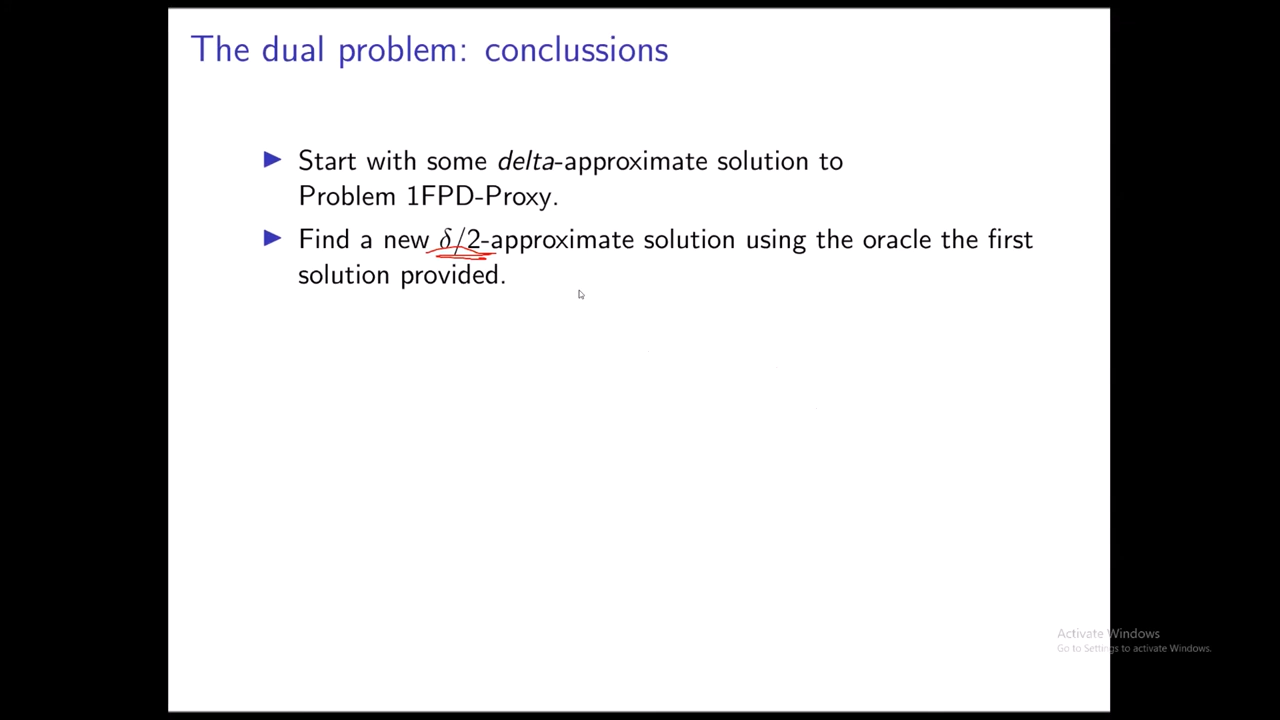 The dual problem: conclussions
▶ Start with some delta-approximate solution to
Problem 1FPD-Proxy.
▶ Find a new δ/2-approximate solution using the oracle the first
solution provided.
Activate Windows
Go to Settings to activate Windows.